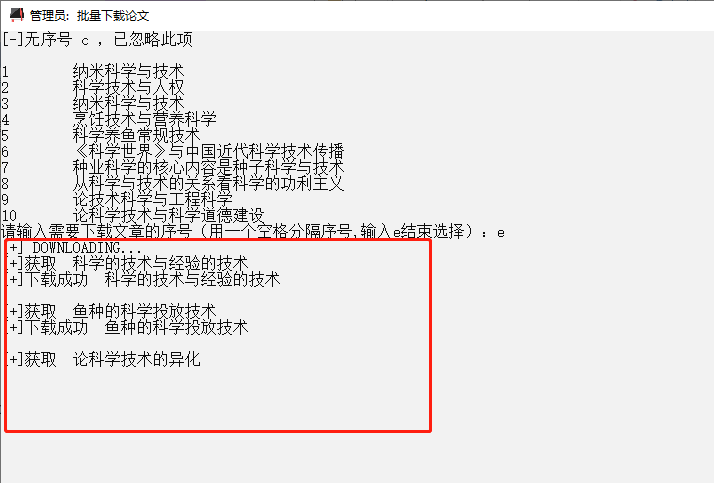 管理员: 批量下载论文
[-]无序号 c ，已忽略此项
1 纳米科学与技术
2 科学技术与人权
3 纳米科学与技术
4 烹饪技术与营养科学
5 科学养鱼常规技术
6 《科学世界》与中国近代科学技术传播
7 种业科学的核心内容是种子科学与技术
8 从科学与技术的关系看科学的功利主义
9 论技术科学与工程科学
10 论科学技术与科学道德建设
请输入需要下载文章的序号（用一个空格分隔序号,输入e结束选择）：e
[+] DOWNLOADING...
[+]获取 科学的技术与经验的技术
[+]下载成功 科学的技术与经验的技术
[+]获取 鱼种的科学投放技术
[+]下载成功 鱼种的科学投放技术
[+]获取 论科学技术的异化